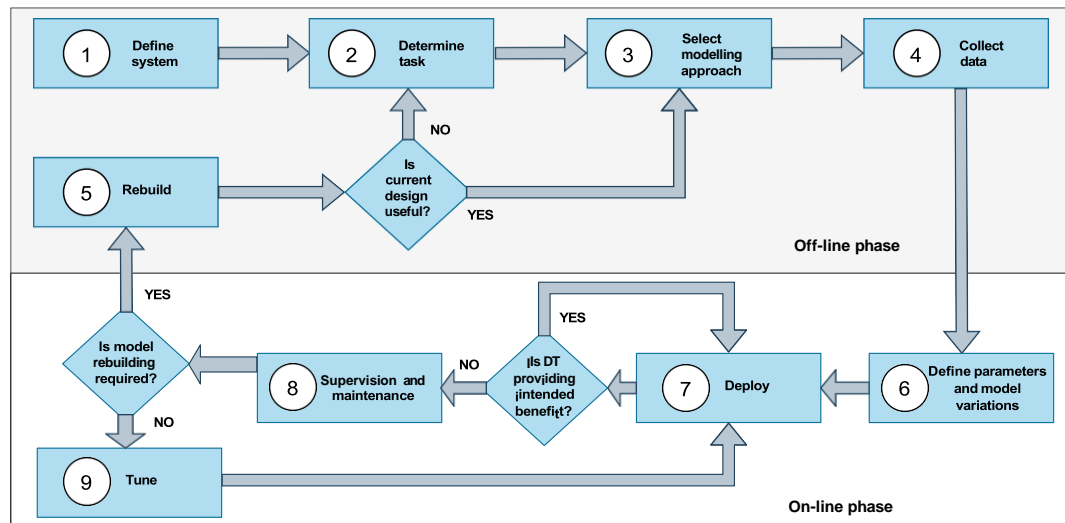 1
Define
system
2
Determine
task
3
Select
modelling
approach
4
Collect
data
NO
5
Rebuild
Is
current
design
useful?
YES
Off-line phase
YES
YES
Is model
rebuilding
required?
8
Supervision and
maintenance
NO
Is DT
providing
intended
benefit?
7
Deploy
6
Define parameters
and model
variations
NO
9
Tune
On-line phase